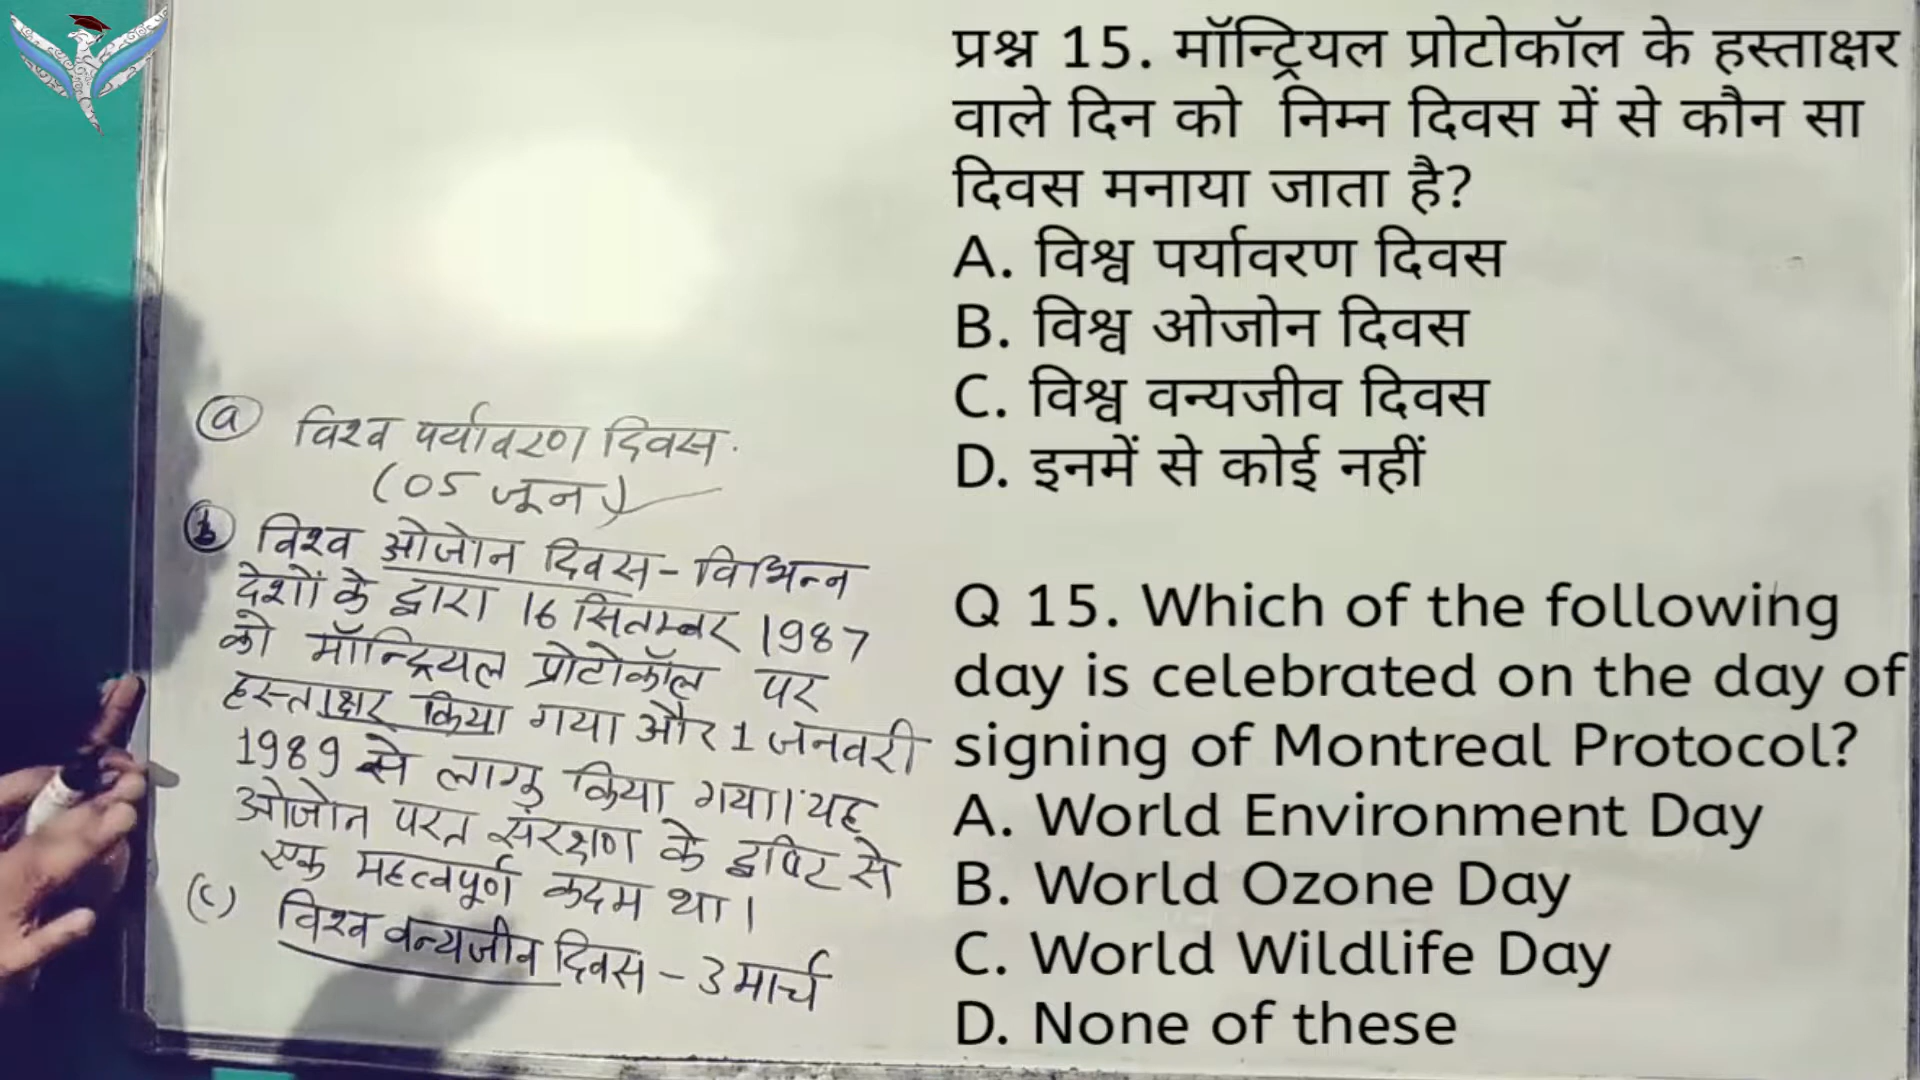 प्रश्न 15. मॉन्ट्रियल प्रोटोकॉल के हस्ताक्षर
वाले दिन को निम्न दिवस में से कौन सा
दिवस मनाया जाता है?
A. विश्व पर्यावरण दिवस
B. विश्व ओजोन दिवस
C. विश्व वन्यजीव दिवस
D. इनमें से कोई नहीं
Q 15. Which of the following
day is celebrated on the day of
signing of Montreal Protocol?
A. World Environment Day
B. World Ozone Day
C. World Wildlife Day
D. None of these
(a) विश्व पर्यावरण दिवस.
(05 जून)
(b) विश्व ओजोन दिवस - विभिन्न
देशों के द्वारा 16 सितम्बर 1987
को मॉन्ट्रियल प्रोटोकॉल पर
हस्ताक्षर किया गया और 1 जनवरी
1989 से लागु किया गया। यह
ओजोन परत संरक्षण के दृष्टि से
एक महत्वपूर्ण कदम था।
(c) विश्व वन्यजीव दिवस - 3 मार्च